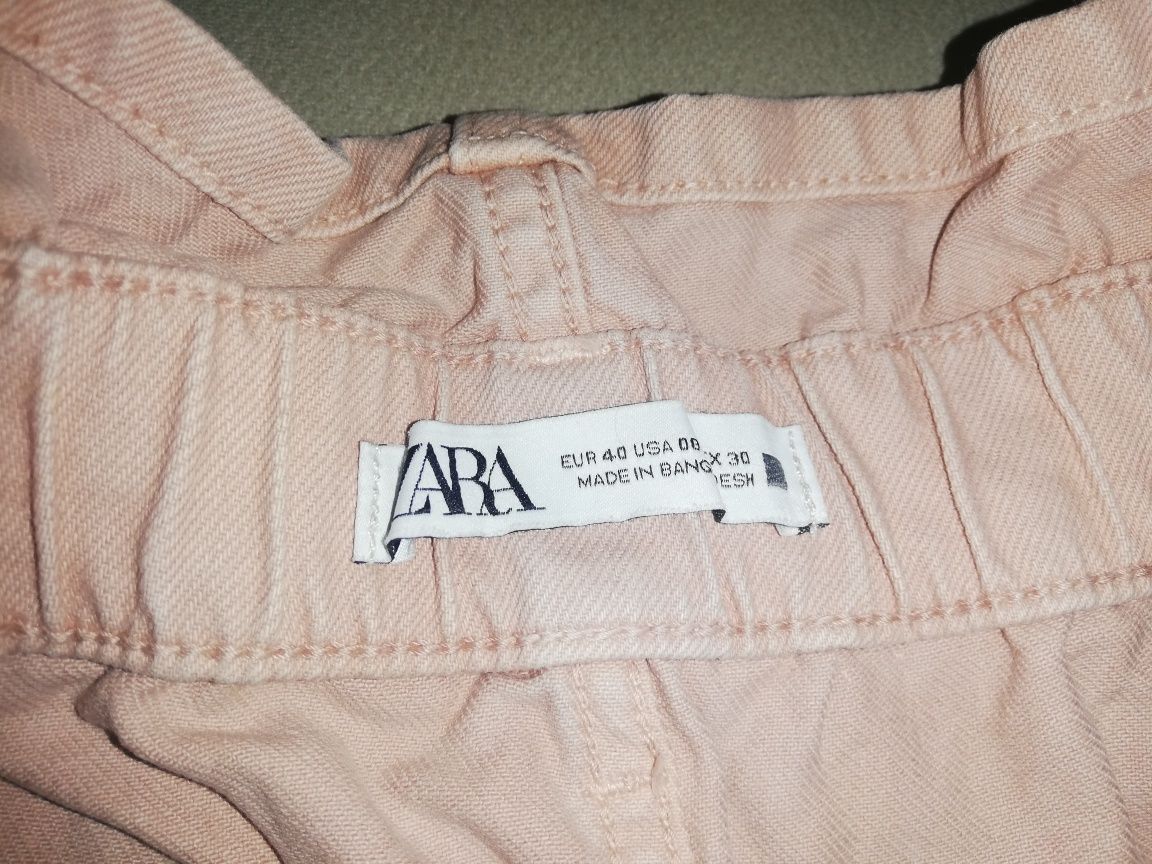 ZARA
EUR 40 USA 08 X 30
MADE IN BANG DESH